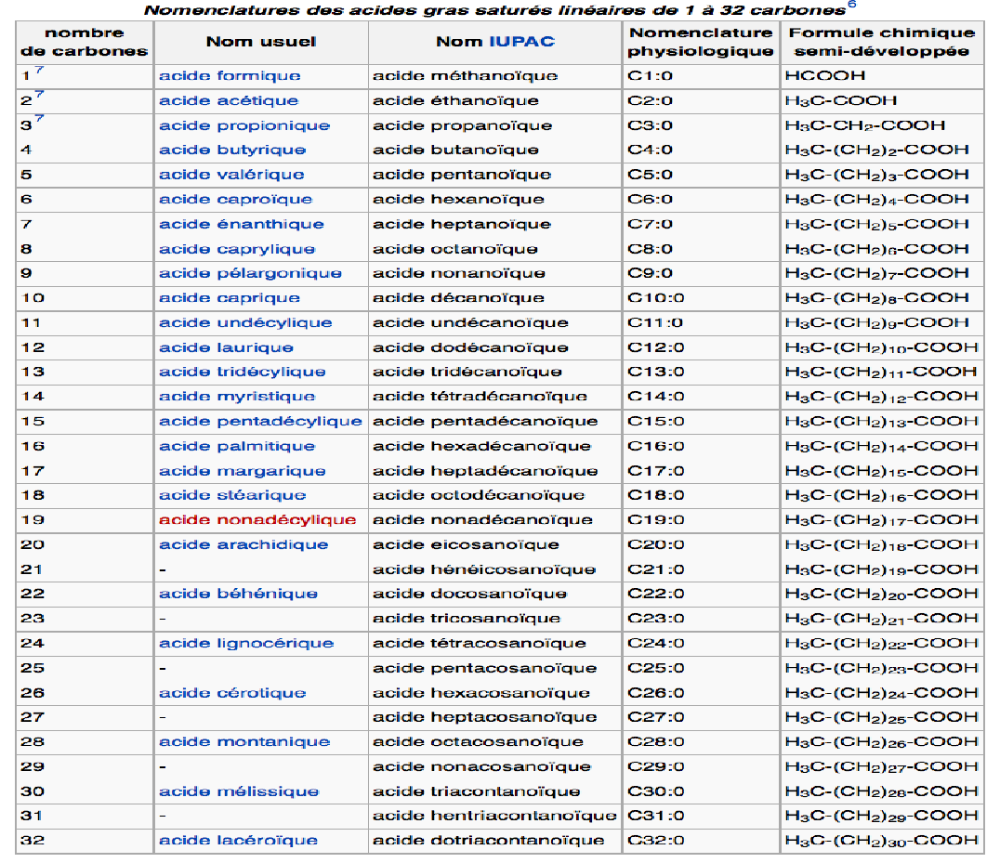 Nomenclatures des acides gras saturés linéaires de 1 à 32 carbones⁶
nombre de carbones | Nom usuel | Nom IUPAC | Nomenclature physiologique | Formule chimique semi-développée
1⁷ acide formique acide méthanoïque C1:0 HCOOH
2⁷ acide acétique acide éthanoïque C2:0 H₃C-COOH
3⁷ acide propionique acide propanoïque C3:0 H₃C-CH₂-COOH
4 acide butyrique acide butanoïque C4:0 H₃C-(CH₂)₂-COOH
5 acide valérique acide pentanoïque C5:0 H₃C-(CH₂)₃-COOH
6 acide caproïque acide hexanoïque C6:0 H₃C-(CH₂)₄-COOH
7 acide énanthique acide heptanoïque C7:0 H₃C-(CH₂)₅-COOH
8 acide caprylique acide octanoïque C8:0 H₃C-(CH₂)₆-COOH
9 acide pélargonique acide nonanoïque C9:0 H₃C-(CH₂)₇-COOH
10 acide caprique acide décanoïque C10:0 H₃C-(CH₂)₈-COOH
11 acide undécylique acide undécanoïque C11:0 H₃C-(CH₂)₉-COOH
12 acide laurique acide dodécanoïque C12:0 H₃C-(CH₂)₁₀-COOH
13 acide tridécylique acide tridécanoïque C13:0 H₃C-(CH₂)₁₁-COOH
14 acide myristique acide tétradécanoïque C14:0 H₃C-(CH₂)₁₂-COOH
15 acide pentadécylique acide pentadécanoïque C15:0 H₃C-(CH₂)₁₃-COOH
16 acide palmitique acide hexadécanoïque C16:0 H₃C-(CH₂)₁₄-COOH
17 acide margarique acide heptadécanoïque C17:0 H₃C-(CH₂)₁₅-COOH
18 acide stéarique acide octodécanoïque C18:0 H₃C-(CH₂)₁₆-COOH
19 acide nonadécylique acide nonadécanoïque C19:0 H₃C-(CH₂)₁₇-COOH
20 acide arachidique acide eicosanoïque C20:0 H₃C-(CH₂)₁₈-COOH
21 - acide hénéicosanoïque C21:0 H₃C-(CH₂)₁₉-COOH
22 acide béhénique acide docosanoïque C22:0 H₃C-(CH₂)₂₀-COOH
23 - acide tricosanoïque C23:0 H₃C-(CH₂)₂₁-COOH
24 acide lignocérique acide tétracosanoïque C24:0 H₃C-(CH₂)₂₂-COOH
25 - acide pentacosanoïque C25:0 H₃C-(CH₂)₂₃-COOH
26 acide cérotique acide hexacosanoïque C26:0 H₃C-(CH₂)₂₄-COOH
27 - acide heptacosanoïque C27:0 H₃C-(CH₂)₂₅-COOH
28 acide montanique acide octacosanoïque C28:0 H₃C-(CH₂)₂₆-COOH
29 - acide nonacosanoïque C29:0 H₃C-(CH₂)₂₇-COOH
30 acide mélissique acide triacontanoïque C30:0 H₃C-(CH₂)₂₈-COOH
31 - acide hentriacontanoïque C31:0 H₃C-(CH₂)₂₉-COOH
32 acide lacéroïque acide dotriacontanoïque C32:0 H₃C-(CH₂)₃₀-COOH